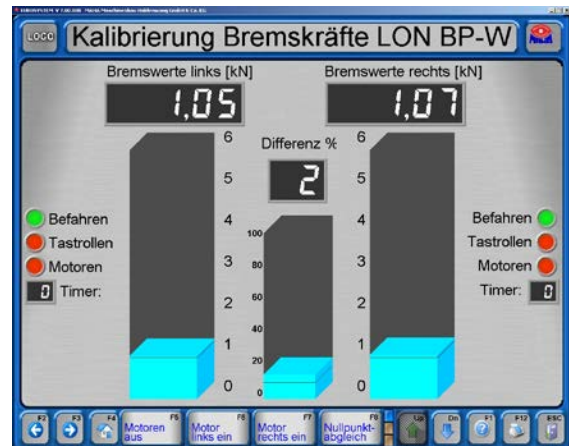 LOGO
Kalibrierung Bremskräfte LON BP-W
Bremswerte links [kN]
Bremswerte rechts [kN]
1,05
1,07
Differenz %
2
6
5
4
3
2
1
0
100
80
60
40
20
0
6
5
4
3
2
1
0
Befahren
Tastrollen
Motoren
0 Timer:
Befahren
Tastrollen
Motoren
Timer: 0
F2
F3
F4
F5
Motoren
aus
F6
Motor
links ein
F7
Motor
rechts ein
F8
Nullpunkt-
abgleich
Up
Dn
F1
F12
ESC